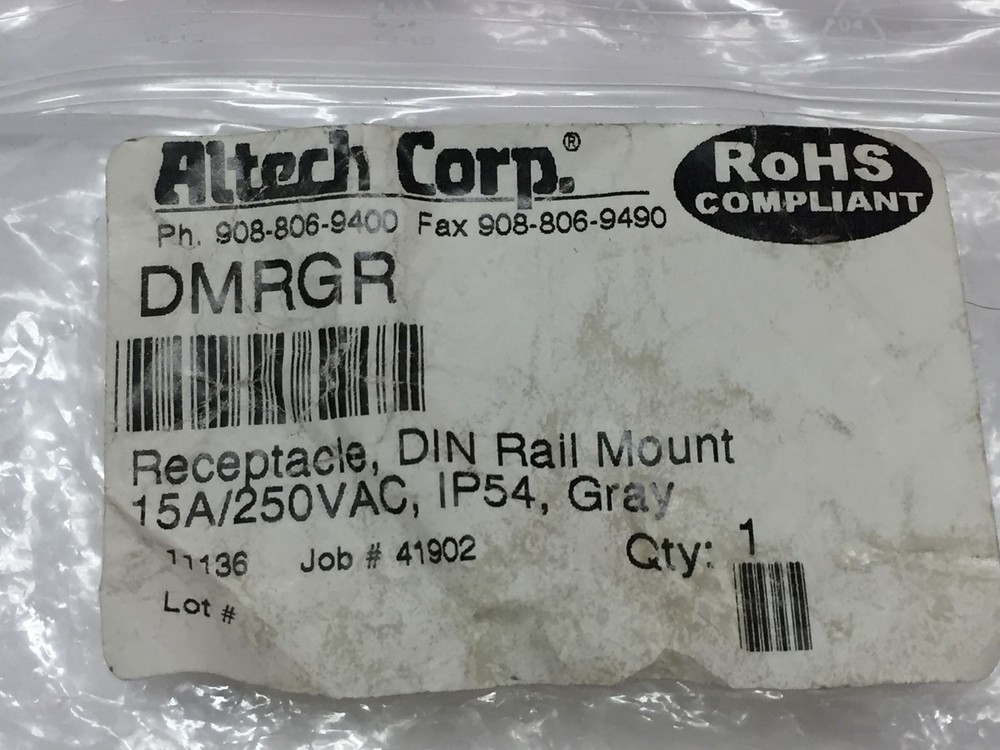 Altech Corp.®
RoHS
COMPLIANT
Ph. 908-806-9400 Fax 908-806-9490
DMRGR
Receptacle, DIN Rail Mount
15A/250VAC, IP54, Gray
11136 Job # 41902
Qty: 1
Lot #